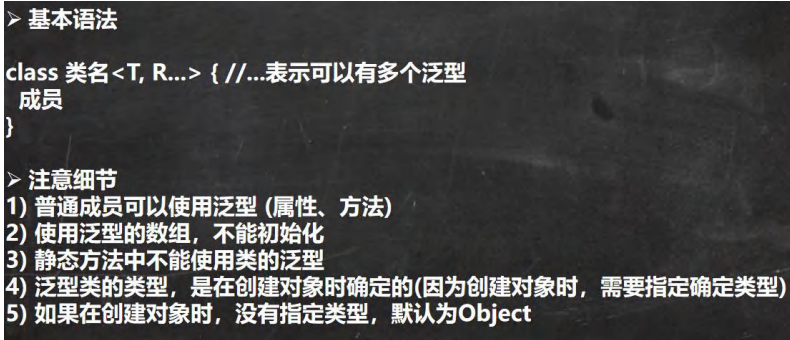 ➢ 基本语法
class 类名<T, R...> { //...表示可以有多个泛型
成员
}
➢ 注意细节
1) 普通成员可以使用泛型 (属性、方法)
2) 使用泛型的数组，不能初始化
3) 静态方法中不能使用类的泛型
4) 泛型类的类型，是在创建对象时确定的(因为创建对象时，需要指定确定类型)
5) 如果在创建对象时，没有指定类型，默认为Object